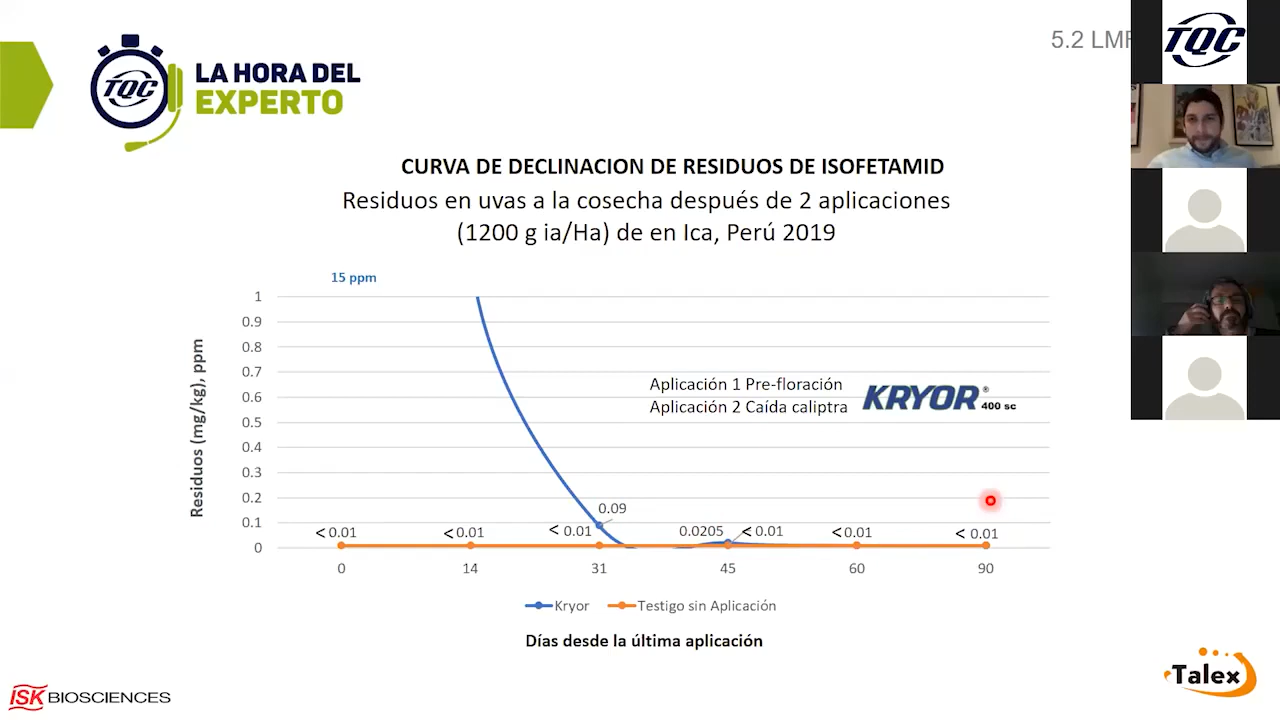 TQC
LA HORA DEL
EXPERTO
5.2 LM
TQC
CURVA DE DECLINACION DE RESIDUOS DE ISOFETAMID
Residuos en uvas a la cosecha después de 2 aplicaciones
(1200 g ia/Ha) de en Ica, Perú 2019
15 ppm
Residuos (mg/kg), ppm
1
0.9
0.8
0.7
0.6
0.5
0.4
0.3
0.2
0.1
0
Aplicación 1 Pre-floración
Aplicación 2 Caída caliptra
KRYOR® 400 sc
0.09
< 0.01
< 0.01
< 0.01
0.0205
< 0.01
< 0.01
< 0.01
0 14 31 45 60 90
Kryor Testigo sin Aplicación
Días desde la última aplicación
ISK BIOSCIENCES
Talex